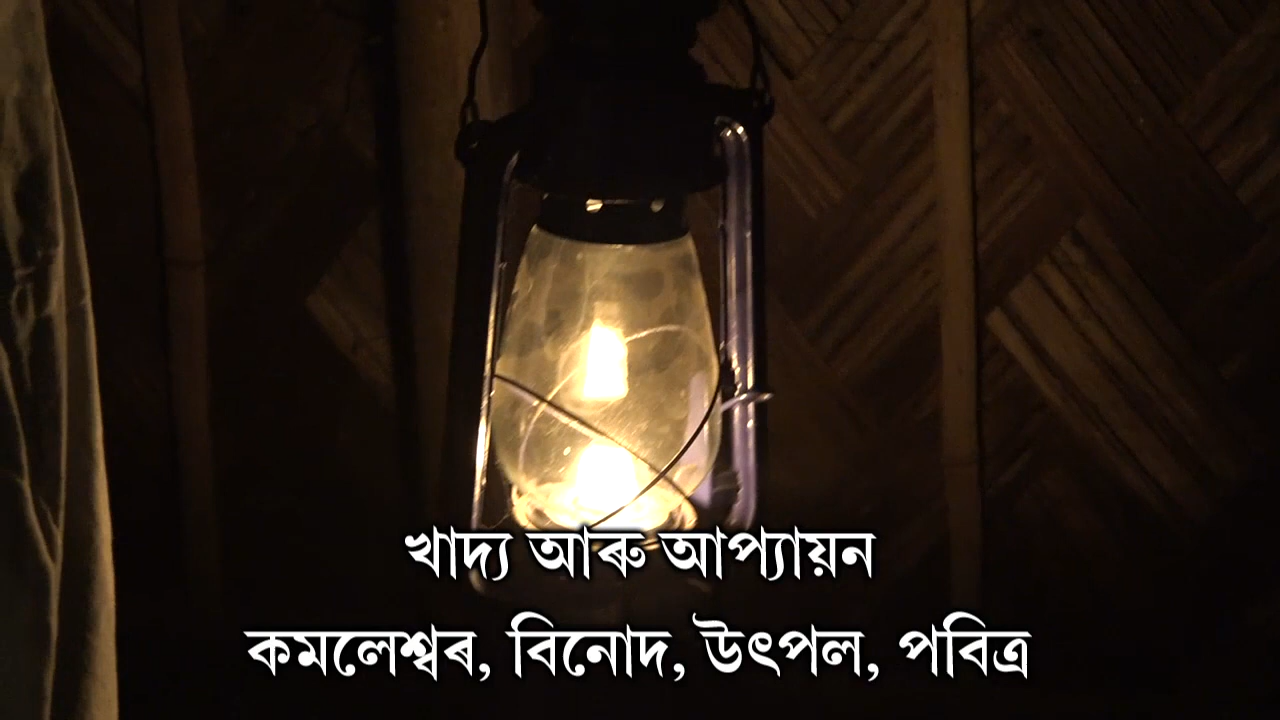 খাদ্য আৰু আপ্যায়ন
কমলেশ্বৰ, বিনোদ, উৎপল, পবিত্ৰ